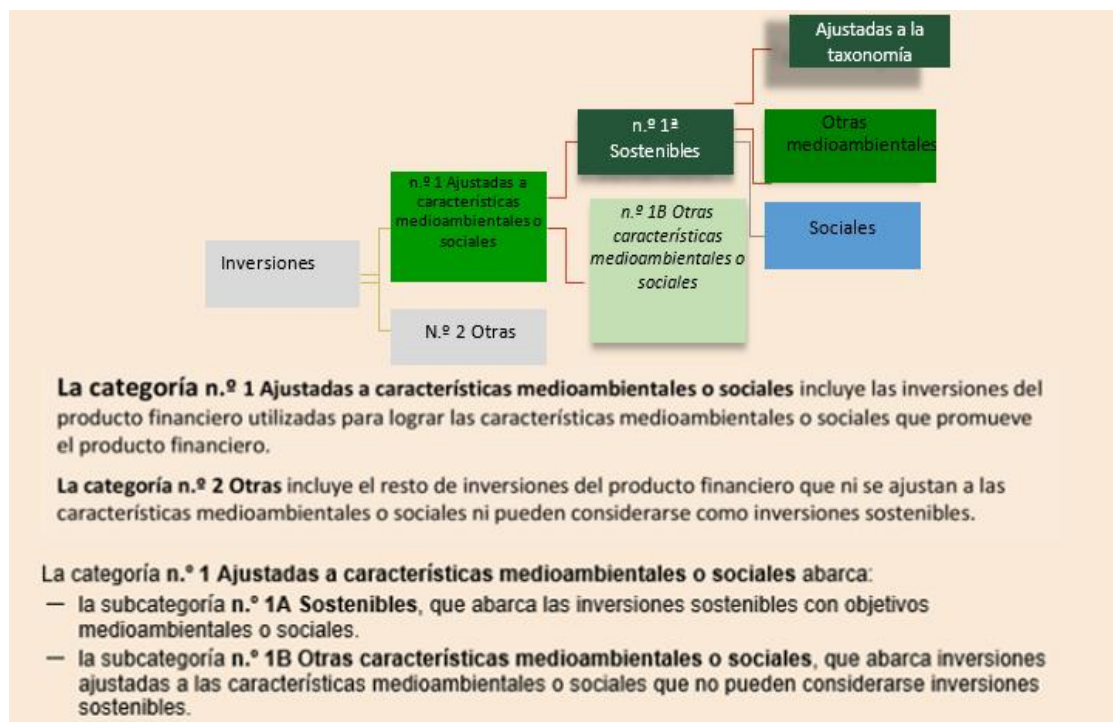 Ajustadas a la
taxonomía
n.º 1ª
Sostenibles
Otras
medioambientales
n.º 1 Ajustadas a
características
medioambientales o
sociales
n.º 1B Otras
características
medioambientales o
sociales
Sociales
Inversiones
N.º 2 Otras
La categoría n.º 1 Ajustadas a características medioambientales o sociales incluye las inversiones del
producto financiero utilizadas para lograr las características medioambientales o sociales que promueve
el producto financiero.
La categoría n.º 2 Otras incluye el resto de inversiones del producto financiero que ni se ajustan a las
características medioambientales o sociales ni pueden considerarse como inversiones sostenibles.
La categoría n.º 1 Ajustadas a características medioambientales o sociales abarca:
— la subcategoría n.º 1A Sostenibles, que abarca las inversiones sostenibles con objetivos
medioambientales o sociales.
— la subcategoría n.º 1B Otras características medioambientales o sociales, que abarca inversiones
ajustadas a las características medioambientales o sociales que no pueden considerarse inversiones
sostenibles.